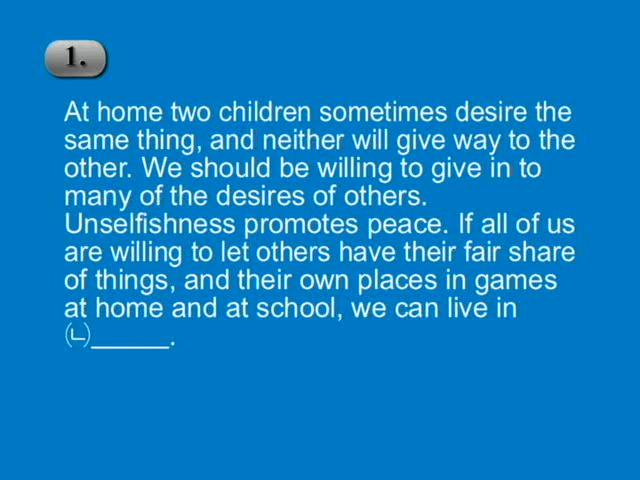 1.
At home two children sometimes desire the
same thing, and neither will give way to the
other. We should be willing to give in to
many of the desires of others.
Unselfishness promotes peace. If all of us
are willing to let others have their fair share
of things, and their own places in games
at home and at school, we can live in
(ㄴ)______.